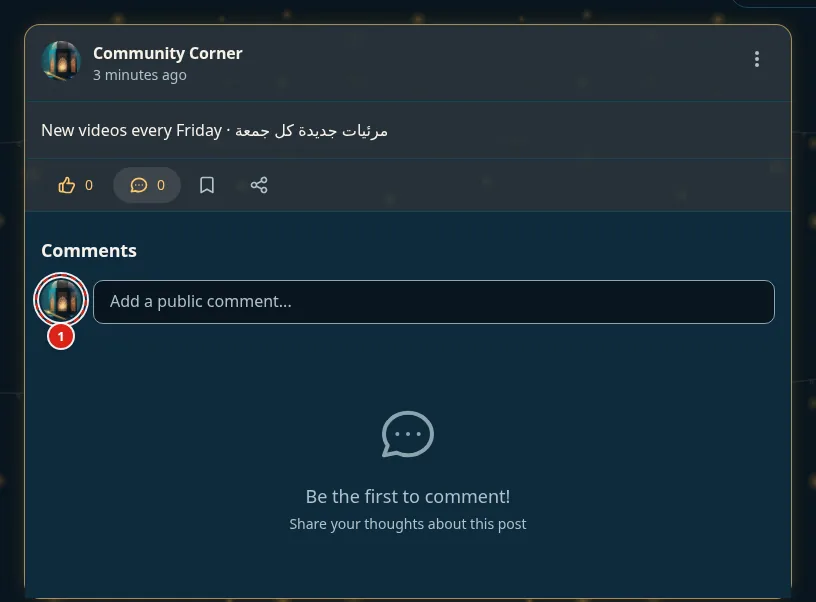 Community Corner
3 minutes ago
New videos every Friday · مرئيات جديدة كل جمعة
0 0
Comments
Add a public comment...
1
Be the first to comment!
Share your thoughts about this post